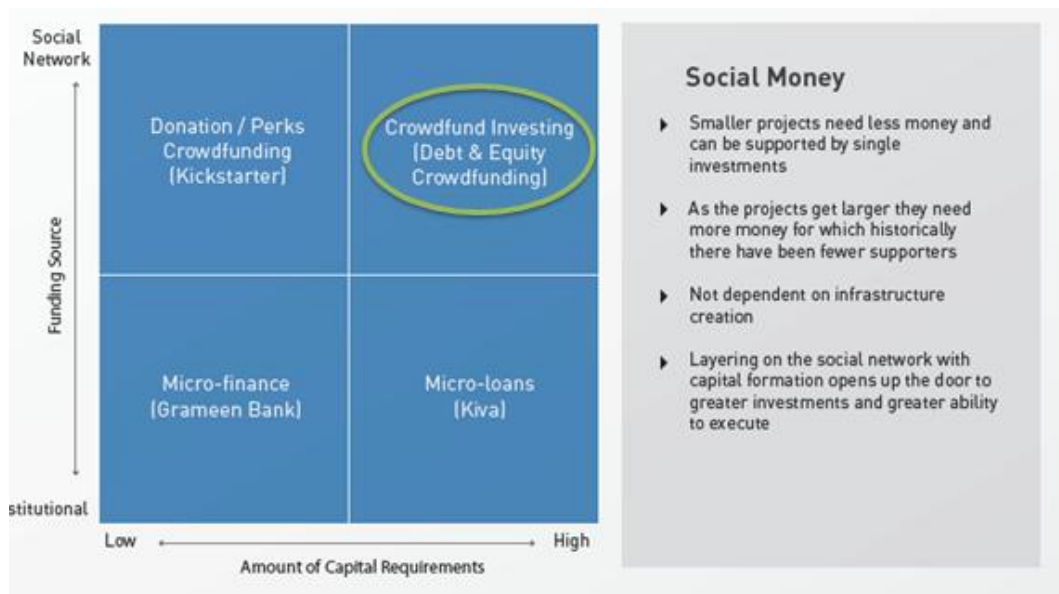 Social
Network
Donation / Perks
Crowdfunding
(Kickstarter)
Crowdfund Investing
(Debt & Equity
Crowdfunding)
Funding Source
Micro-finance
(Grameen Bank)
Micro-loans
(Kiva)
stitutional
Low
High
Amount of Capital Requirements
Social Money
Smaller projects need less money and
can be supported by single
investments
As the projects get larger they need
more money for which historically
there have been fewer supporters
Not dependent on infrastructure
creation
Layering on the social network with
capital formation opens up the door to
greater investments and greater ability
to execute